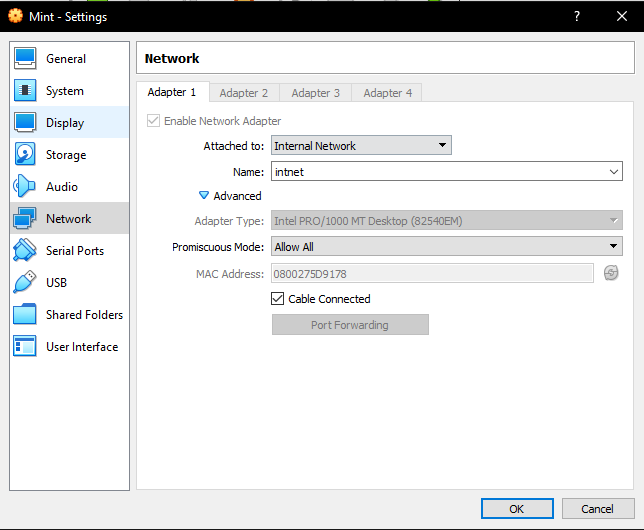 Mint - Settings
?
General
System
Display
Storage
Audio
Network
Serial Ports
USB
Shared Folders
User Interface
Network
Adapter 1 Adapter 2 Adapter 3 Adapter 4
Enable Network Adapter
Attached to: Internal Network
Name: intnet
Advanced
Adapter Type: Intel PRO/1000 MT Desktop (82540EM)
Promiscuous Mode: Allow All
MAC Address: 0800275D9178
Cable Connected
Port Forwarding
OK Cancel